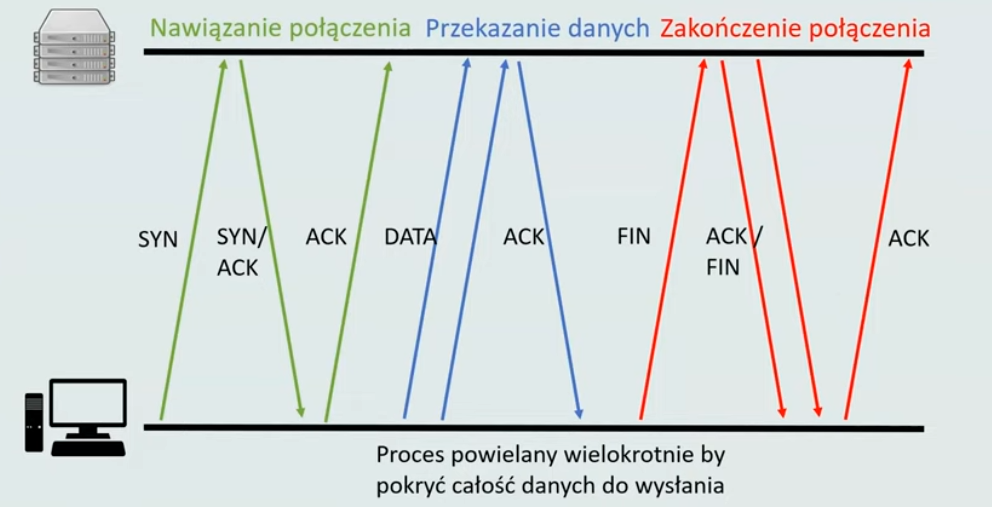 Nawiązanie połączenia Przekazanie danych Zakończenie połączenia
SYN SYN/ ACK DATA ACK FIN ACK / ACK
ACK FIN
Proces powielany wielokrotnie by
pokryć całość danych do wysłania